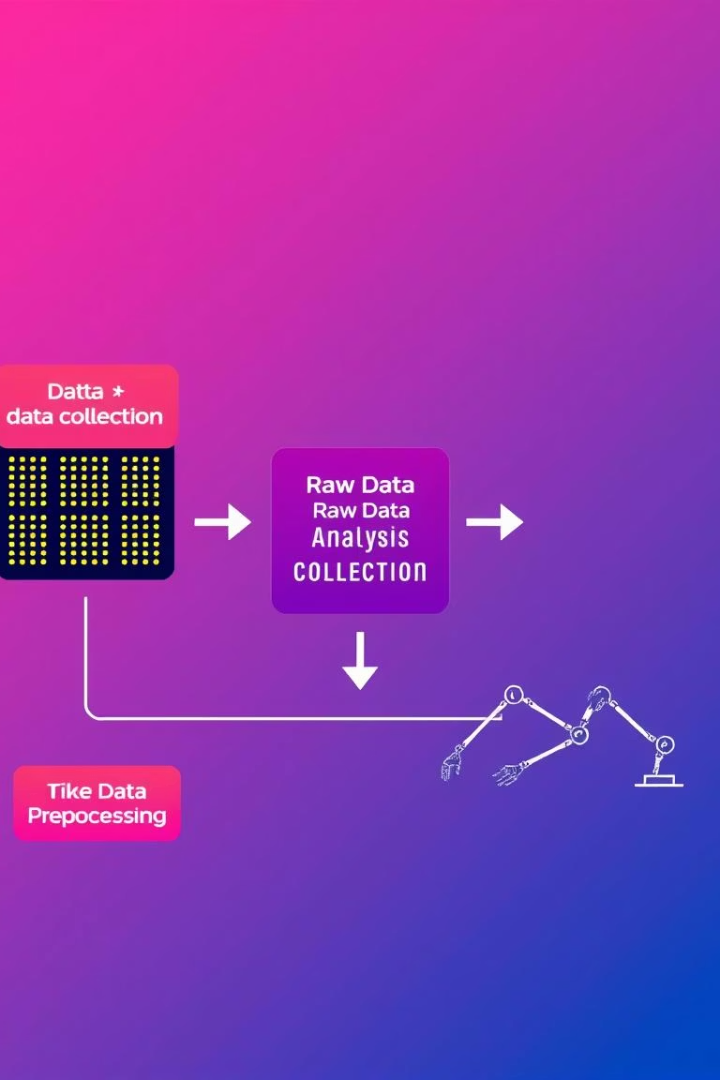 Datta *
data collection
Raw Data
Raw Data
Analysis
COLLECTION
Tike Data
Prepocessing